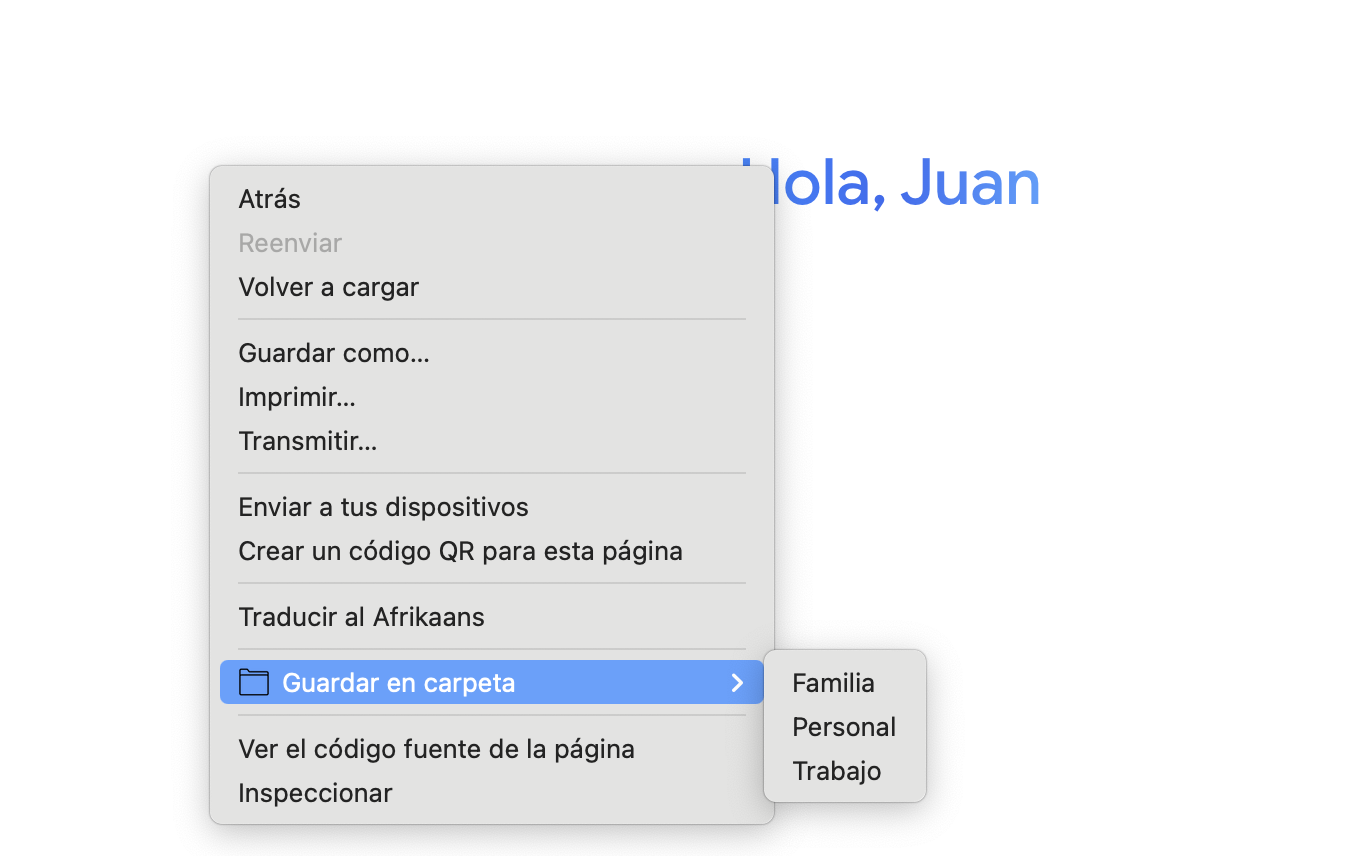 Hola, Juan
Atrás
Reenviar
Volver a cargar
Guardar como...
Imprimir...
Transmitir...
Enviar a tus dispositivos
Crear un código QR para esta página
Traducir al Afrikaans
Guardar en carpeta
Familia
Personal
Trabajo
Ver el código fuente de la página
Inspeccionar